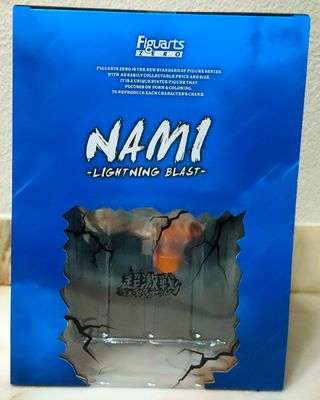 Figuarts
ZERO
FIGUARTS ZERO IS THE NEW STANDARD OF FIGURE SERIES,
WITH AN EASILY COLLECTABLE PRICE AND SIZE.
IT IS A UNIQUE STATUE FIGURE THAT
FOCUSES ON FORM & COLORING,
TO REPRODUCE EACH CHARACTER'S CHARM.
NAMI
-LIGHTNING BLAST-